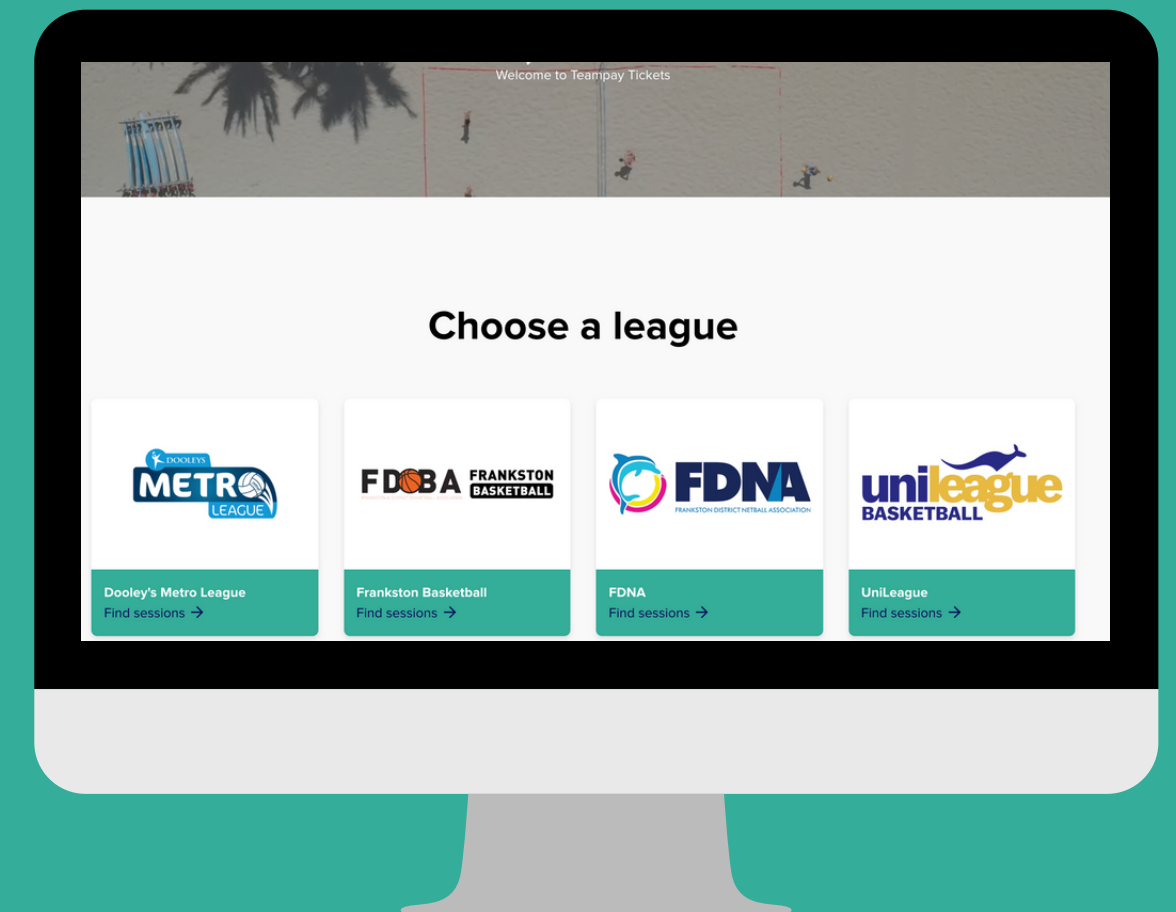 Welcome to Teampay Tickets
Choose a league
DOOLEYS
METRO
LEAGUE
FDBA FRANKSTON
BASKETBALL
FDNA
FRANKSTON DISTRICT NETBALL ASSOCIATION
unileague
BASKETBALL
Dooley's Metro League
Find sessions →
Frankston Basketball
Find sessions →
FDNA
Find sessions →
UniLeague
Find sessions →